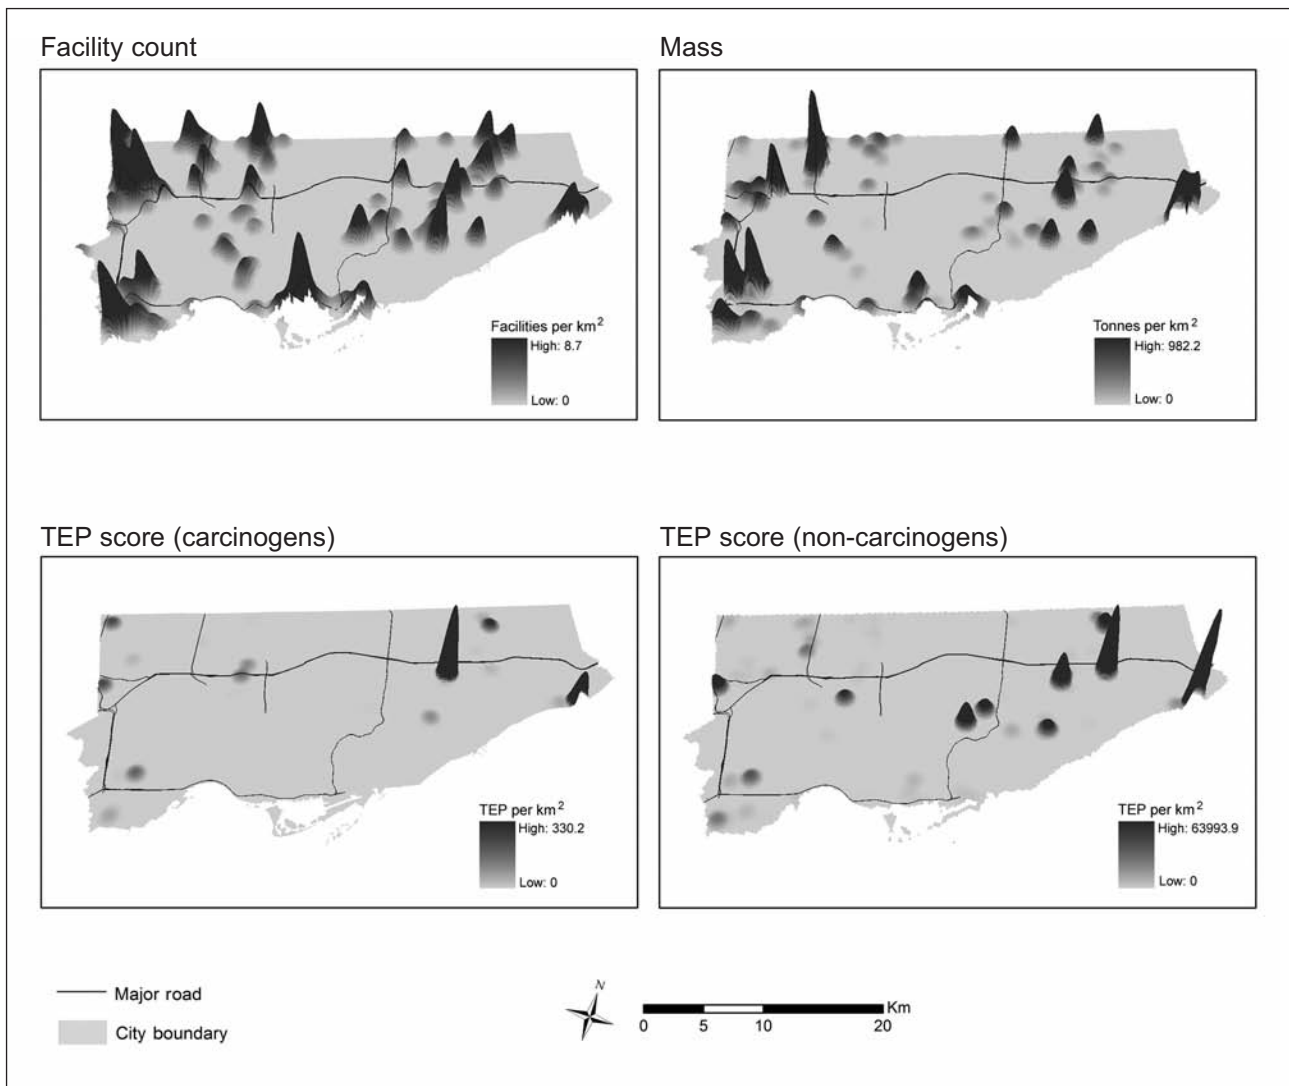 Facility count
Facilities per km²
High: 8.7
Low: 0
Mass
Tonnes per km²
High: 982.2
Low: 0
TEP score (carcinogens)
TEP per km²
High: 330.2
Low: 0
TEP score (non-carcinogens)
TEP per km²
High: 63993.9
Low: 0
Major road
City boundary
N
Km
0 5 10 20